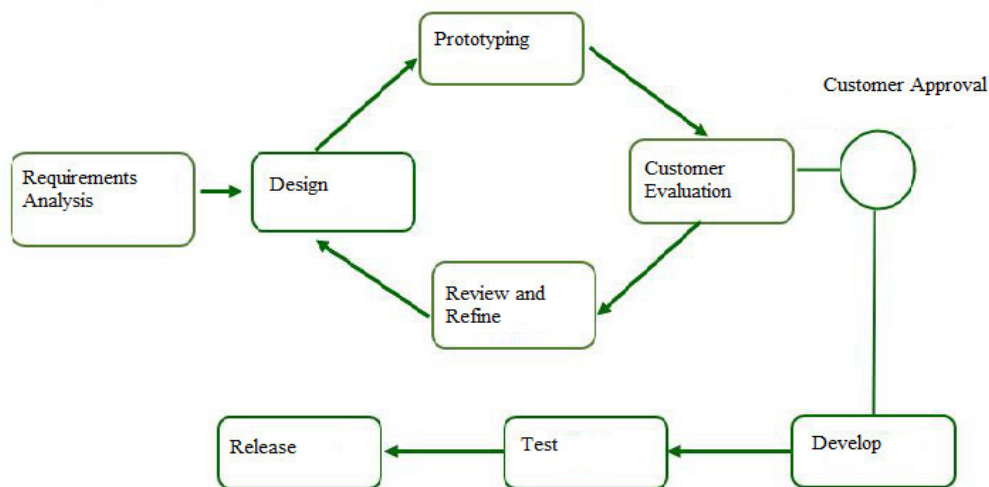 Prototyping
Customer Approval
Requirements
Analysis
Design
Customer
Evaluation
Review and
Refine
Release
Test
Develop